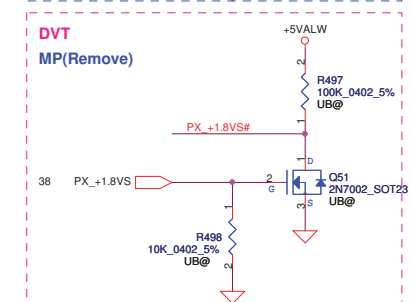 DVT
+5VALW
MP(Remove)
2
R497
100K_0402_5%
UB@
1
PX_+1.8VS#
1
D
38 PX_+1.8VS
2
G
Q51
2N7002_SOT23
UB@
3
S
1
R498
10K_0402_5%
UB@
2